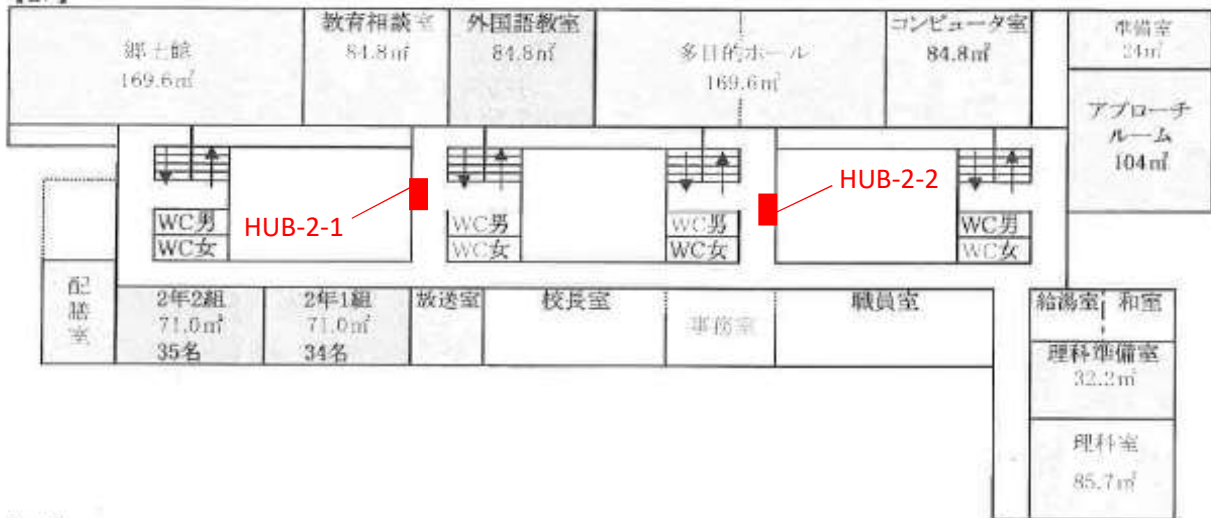 郷土館
169.6㎡
教育相談室
84.8㎡
外国語教室
84.8㎡
多目的ホール
169.6㎡
コンピュータ室
84.8㎡
準備室
24㎡
アプローチ
ルーム
104㎡
HUB-2-1
HUB-2-2
WC男
WC女
WC男
WC女
WC男
WC女
WC男
WC女
配膳室
2年2組
71.0㎡
35名
2年1組
71.0㎡
34名
放送室
校長室
事務室
職員室
給湯室
和室
理科準備室
32.2㎡
理科室
85.7㎡